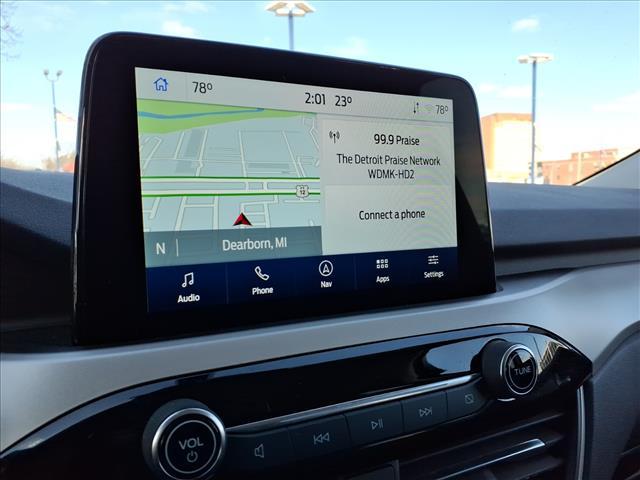 78°
2:01 23°
78°
99.9 Praise
The Detroit Praise Network
WDMK-HD2
12
Connect a phone
N | Dearborn, MI
Audio
Phone
Nav
Apps
Settings
TUNE
VOL